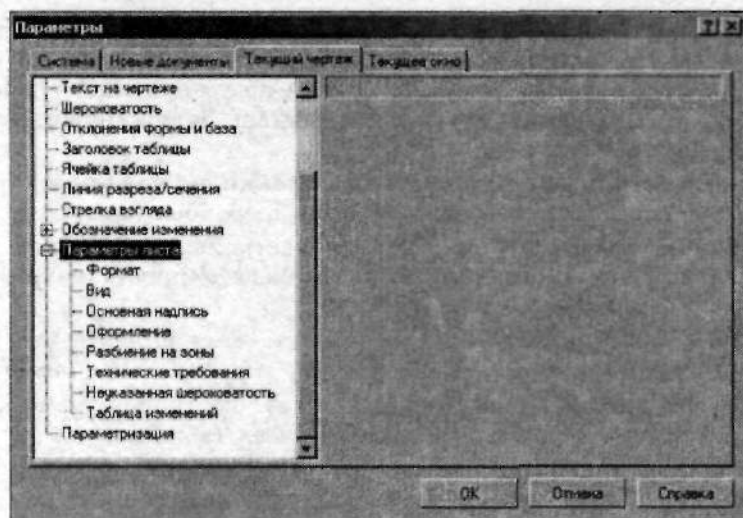 Параметры
Система Новые документы Текущий чертеж Текущее окно
Текст на чертеже
Шероховатость
Отклонения формы и база
Заголовок таблицы
Ячейка таблицы
Линия разреза/сечения
Стрелка взгляда
Обозначение изменения
Параметры листа
Формат
Вид
Основная надпись
Оформление
Разбиение на зоны
Технические требования
Неуказанная шероховатость
Таблица изменений
Параметризация
OK Отмена Справка